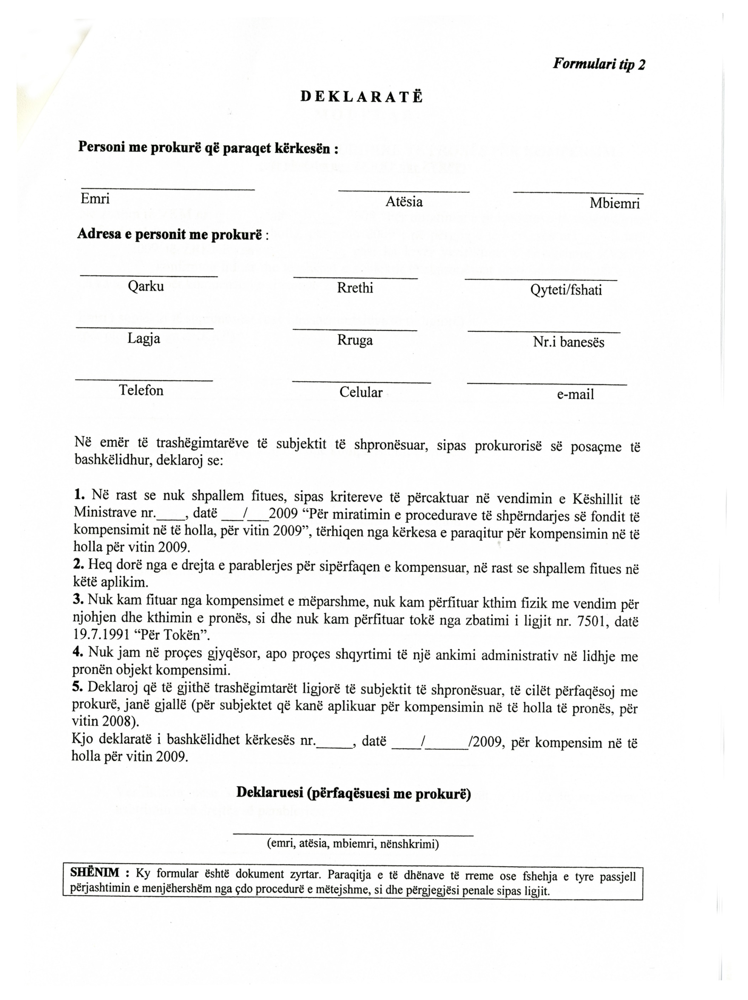 Formulari tip 2
DEKLARATË
Personi me prokurë që paraqet kërkesën :
Emri Atësia Mbiemri
Adresa e personit me prokurë :
Qarku Rrethi Qyteti/fshati
Lagja Rruga Nr.i banesës
Telefon Celular e-mail
Në emër të trashëgimtarëve të subjektit të shpronësuar, sipas prokurorisë së posaçme të
bashkëlidhur, deklaroj se:
1. Në rast se nuk shpallem fitues, sipas kritereve të përcaktuar në vendimin e Këshillit të
Ministrave nr.____, datë ___/___2009 “Për miratimin e procedurave të shpërndarjes së fondit të
kompensimit në të holla, për vitin 2009”, tërhiqen nga kërkesa e paraqitur për kompensimin në të
holla për vitin 2009.
2. Heq dorë nga e drejta e parablerjes për sipërfaqen e kompensuar, në rast se shpallem fitues në
këtë aplikim.
3. Nuk kam fituar nga kompensimet e mëparshme, nuk kam përfituar kthim fizik me vendim për
njohjen dhe kthimin e pronës, si dhe nuk kam përfituar tokë nga zbatimi i ligjit nr. 7501, datë
19.7.1991 “Për Tokën”.
4. Nuk jam në proçes gjyqësor, apo proçes shqyrtimi të një ankimi administrativ në lidhje me
pronën objekt kompensimi.
5. Deklaroj që të gjithë trashëgimtarët ligjorë të subjektit të shpronësuar, të cilët përfaqësoj me
prokurë, janë gjallë (për subjektet që kanë aplikuar për kompensimin në të holla të pronës, për
vitin 2008).
Kjo deklaratë i bashkëlidhet kërkesës nr._____, datë ____/______/2009, për kompensim në të
holla për vitin 2009.
Deklaruesi (përfaqësuesi me prokurë)
(emri, atësia, mbiemri, nënshkrimi)
SHËNIM : Ky formular është dokument zyrtar. Paraqitja e të dhënave të rreme ose fshehja e tyre passjell
përjashtimin e menjëhershëm nga çdo procedurë e mëtejshme, si dhe përgjegjësi penale sipas ligjit.